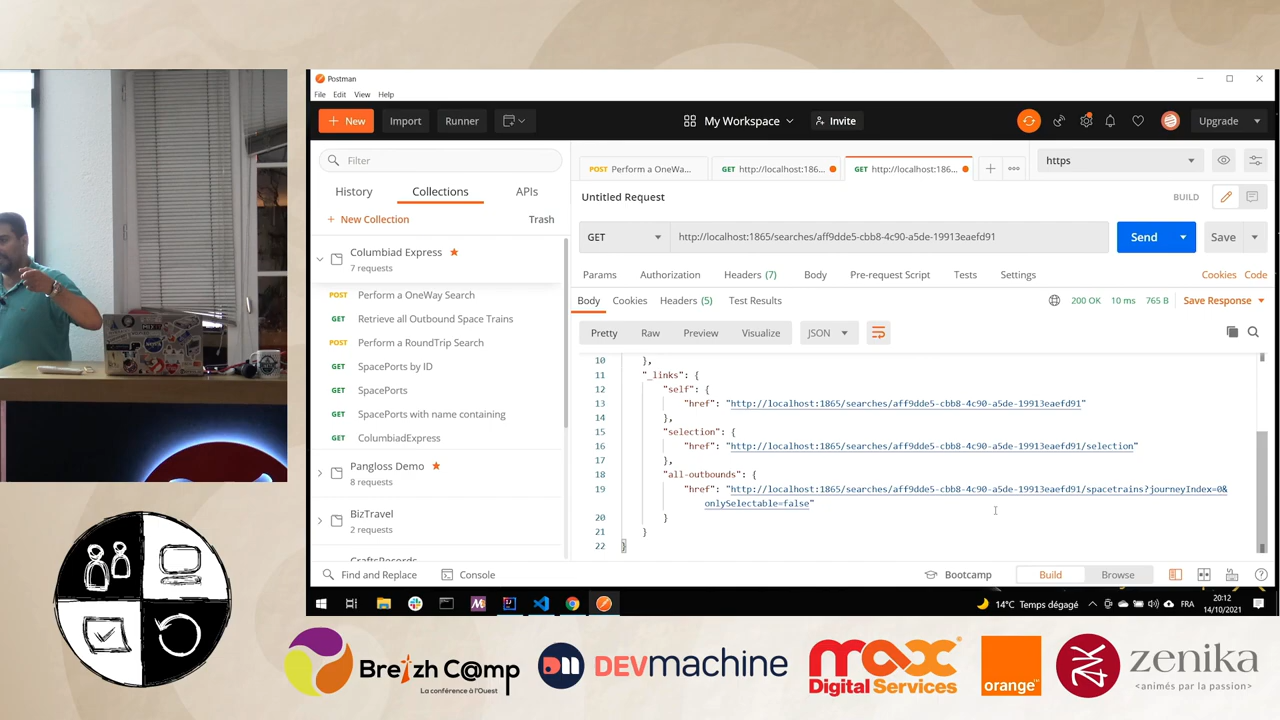 Postman
File Edit View Help
+ New Import Runner My Workspace Invite Upgrade
Filter
History Collections APIs
+ New Collection Trash
Columbiad Express
7 requests
POST Perform a OneWay Search
GET Retrieve all Outbound Space Trains
POST Perform a RoundTrip Search
GET SpacePorts by ID
GET SpacePorts
GET SpacePorts with name containing
GET ColumbiadExpress
Pangloss Demo
8 requests
BizTravel
2 requests
CraftsRecords
POST Perform a OneWa... GET http://localhost:186... GET http://localhost:186... + ooo https
Untitled Request BUILD
GET http://localhost:1865/searches/aff9dde5-cbb8-4c90-a5de-19913eaefd91 Send Save
Params Authorization Headers (7) Body Pre-request Script Tests Settings Cookies Code
Body Cookies Headers (5) Test Results 200 OK 10 ms 765 B Save Response
Pretty Raw Preview Visualize JSON
10 },
11 "_links": {
12 "self": {
13 "href": "http://localhost:1865/searches/aff9dde5-cbb8-4c90-a5de-19913eaefd91"
14 },
15 "selection": {
16 "href": "http://localhost:1865/searches/aff9dde5-cbb8-4c90-a5de-19913eaefd91/selection"
17 },
18 "all-outbounds": {
19 "href": "http://localhost:1865/searches/aff9dde5-cbb8-4c90-a5de-19913eaefd91/spacetrains?journeyIndex=0&
onlySelectable=false"
20 }
21 }
22 }
Find and Replace Console Bootcamp Build Browse
14°C Temps dégagé FRA 20:12
14/10/2021
Breizh C@mp
La conférence à l'Ouest
DEVmachine
max
Digital Services
orange™
zenika
<animés par la passion>